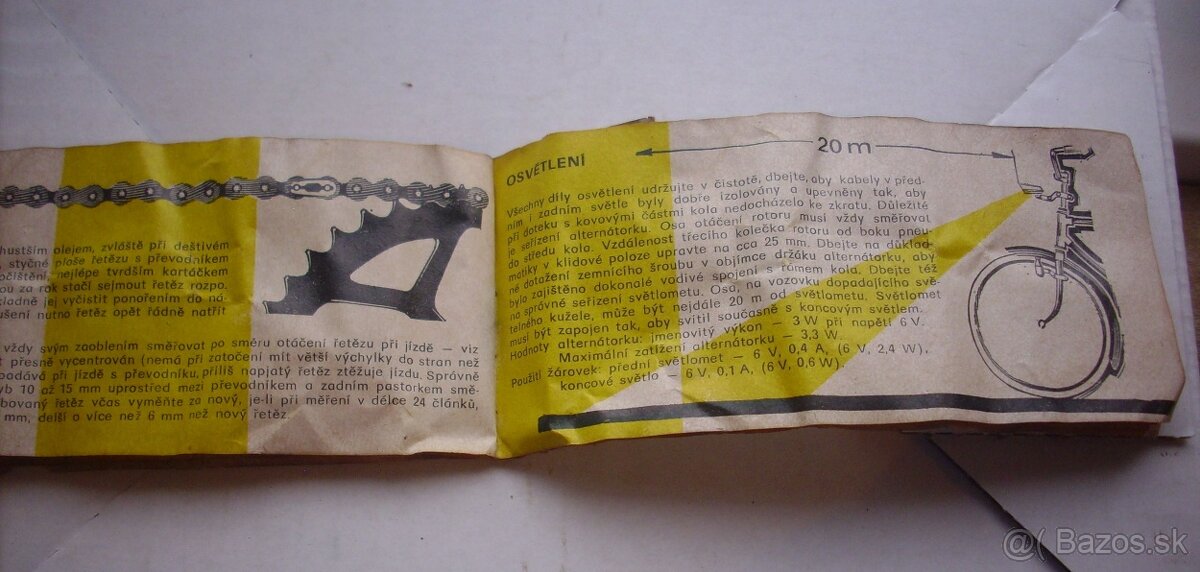 hustším olejem, zvláště při deštivém
styčné ploše řetězu s převodníkem
očištění, nejlépe tvrdším kartáčkem
ou za rok stačí sejmout řetěz rozpo.
kladně jej vyčistit ponořením do ná-
ušení nutno řetěz opět řádně natřít
vždy svým zaoblením směřovat po směru otáčení řetězu při jízdě – viz
t přesně vycentrován (nemá při zatočení mít větší výchylky do stran než
padává při jízdě s převodníku, příliš napjatý řetěz ztěžuje jízdu. Správně
yb 10 až 15 mm uprostřed mezi převodníkem a zadním pastorkem smě-
bovaný řetěz včas vyměňte za nový, je-li při měření v délce 24 článků,
mm, delší o více než 6 mm než nový řetěz.
OSVĚTLENÍ
20 m
Všechny díly osvětlení udržujte v čistotě, dbejte, aby kabely v před-
ním i zadním světle byly dobře izolovány a upevněny tak, aby
při doteku s kovovými částmi kola nedocházelo ke zkratu. Důležité
je seřízení alternátorku. Osa otáčení rotoru musí vždy směřovat
do středu kola. Vzdálenost třecího kolečka rotoru od boku pneu-
matiky v klidové poloze upravte na cca 25 mm. Dbejte na důklad-
né dotažení zemnícího šroubu v objímce držáku alternátorku, aby
bylo zajištěno dokonalé vodivé spojení s rámem kola. Dbejte též
na správné seřízení světlometu. Osa, na vozovku dopadajícího svě-
telného kužele, může být nejdále 20 m od světlometu. Světlomet
musí být zapojen tak, aby svítil současně s koncovým světlem.
Hodnoty alternátorku: jmenovitý výkon – 3 W při napětí 6 V.
Maximální zatížení alternátorku – 3,3 W.
Použití žárovek: přední světlomet – 6 V, 0,4 A, (6 V, 2,4 W).
koncové světlo – 6 V, 0,1 A, (6 V, 0,6 W).
@( Bazos.sk